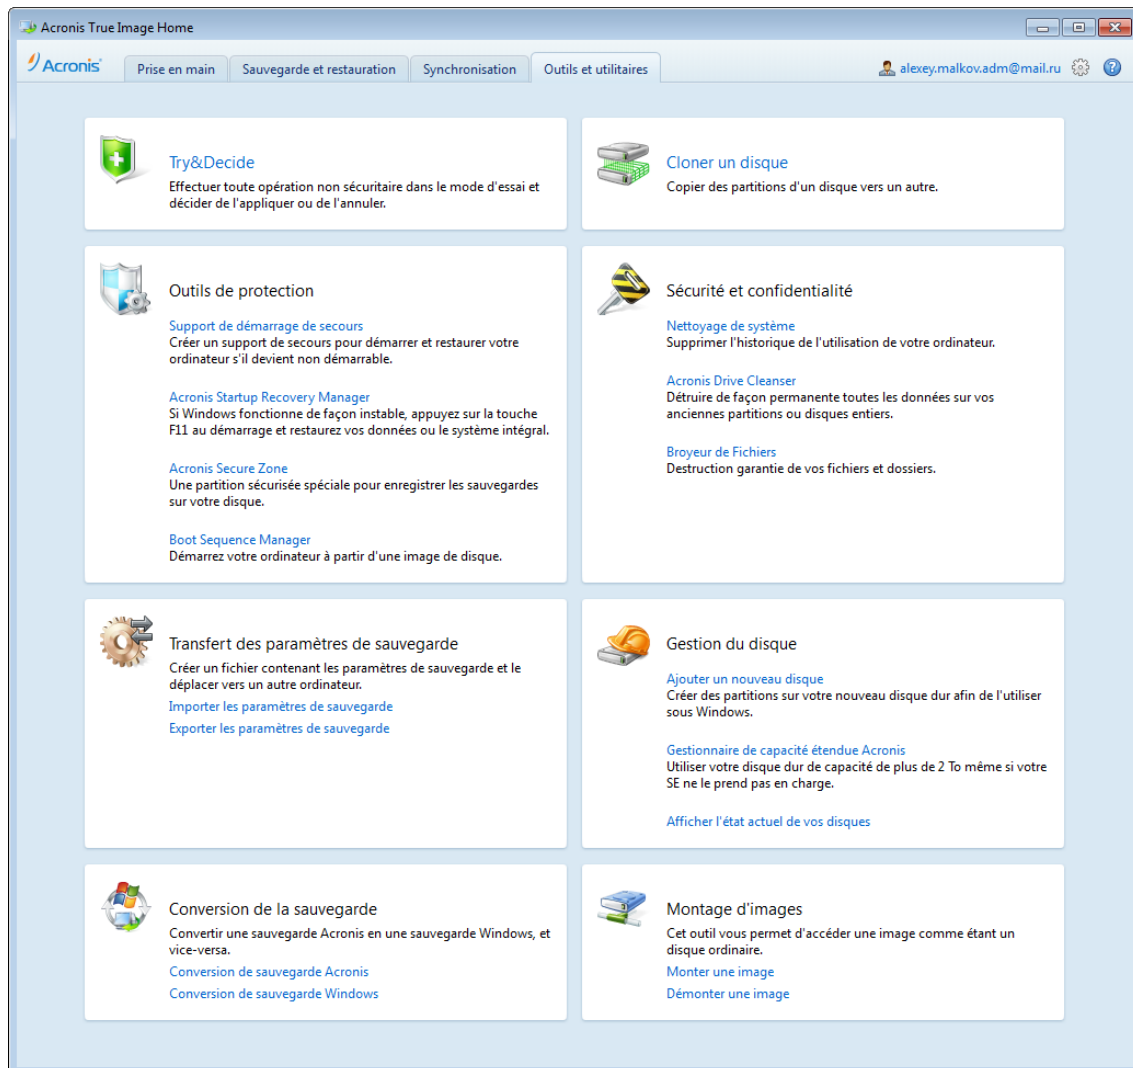 Acronis True Image Home
Acronis
Prise en main
Sauvegarde et restauration
Synchronisation
Outils et utilitaires
alexey.malkov.adm@mail.ru
?
Try&Decide
Effectuer toute opération non sécuritaire dans le mode d'essai et
décider de l'appliquer ou de l'annuler.
Cloner un disque
Copier des partitions d'un disque vers un autre.
Outils de protection
Support de démarrage de secours
Créer un support de secours pour démarrer et restaurer votre
ordinateur s'il devient non démarrable.
Acronis Startup Recovery Manager
Si Windows fonctionne de façon instable, appuyez sur la touche
F11 au démarrage et restaurez vos données ou le système intégral.
Acronis Secure Zone
Une partition sécurisée spéciale pour enregistrer les sauvegardes
sur votre disque.
Boot Sequence Manager
Démarrez votre ordinateur à partir d'une image de disque.
Sécurité et confidentialité
Nettoyage de système
Supprimer l'historique de l'utilisation de votre ordinateur.
Acronis Drive Cleanser
Détruire de façon permanente toutes les données sur vos
anciennes partitions ou disques entiers.
Broyeur de Fichiers
Destruction garantie de vos fichiers et dossiers.
Transfert des paramètres de sauvegarde
Créer un fichier contenant les paramètres de sauvegarde et le
déplacer vers un autre ordinateur.
Importer les paramètres de sauvegarde
Exporter les paramètres de sauvegarde
Gestion du disque
Ajouter un nouveau disque
Créer des partitions sur votre nouveau disque dur afin de l'utiliser
sous Windows.
Gestionnaire de capacité étendue Acronis
Utiliser votre disque dur de capacité de plus de 2 To même si votre
SE ne le prend pas en charge.
Afficher l'état actuel de vos disques
Conversion de la sauvegarde
Convertir une sauvegarde Acronis en une sauvegarde Windows, et
vice-versa.
Conversion de sauvegarde Acronis
Conversion de sauvegarde Windows
Montage d'images
Cet outil vous permet d'accéder une image comme étant un
disque ordinaire.
Monter une image
Démonter une image